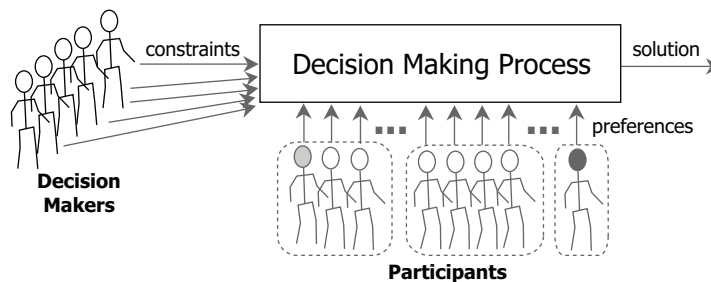 constraints
Decision Making Process
solution
preferences
Decision
Makers
Participants